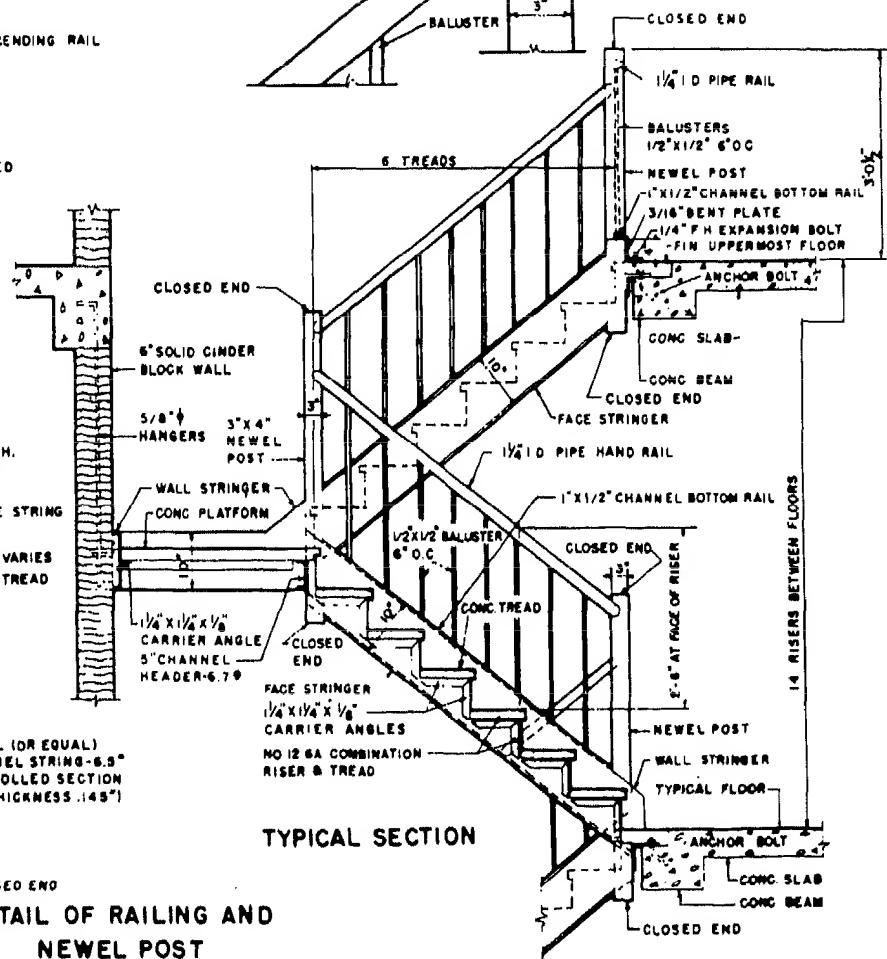 3"
CLOSED END
BALUSTER
ENDING RAIL
1¼" I D PIPE RAIL
BALUSTERS
1/2"X1/2" 6"O.C
6 TREADS
3'-0½"
NEWEL POST
1"X1/2" CHANNEL BOTTOM RAIL
3/16" BENT PLATE
1/4" F H EXPANSION BOLT
FIN UPPERMOST FLOOR
ANCHOR BOLT
CLOSED END
CONC SLAB
6" SOLID CINDER
BLOCK WALL
10"
CONC BEAM
CLOSED END
FACE STRINGER
5/8" φ
HANGERS
3"X4"
NEWEL
POST
3"
1¼" I D PIPE HAND RAIL
WALL STRINGER
CONC PLATFORM
1"X1/2" CHANNEL BOTTOM RAIL
E STRING
VARIES
TREAD
1/2"X1/2" BALUSTER
6" O.C
CLOSED END
3"
2'-6" AT FACE OF RISER
14 RISERS BETWEEN FLOORS
10"
CONC. TREAD
1¼"X1¼"X⅛"
CARRIER ANGLE
5" CHANNEL
HEADER-6.7#
CLOSED
END
FACE STRINGER
1¼"X1¼"X⅛"
CARRIER ANGLES
NO 12 GA COMBINATION
RISER & TREAD
NEWEL POST
WALL STRINGER
TYPICAL FLOOR
L (OR EQUAL)
NEL STRING-6.5#
OLLED SECTION
HICKNESS .145")
TYPICAL SECTION
ANCHOR BOLT
CONC. SLAB
CONC BEAM
CLOSED END
SED END
TAIL OF RAILING AND
NEWEL POST